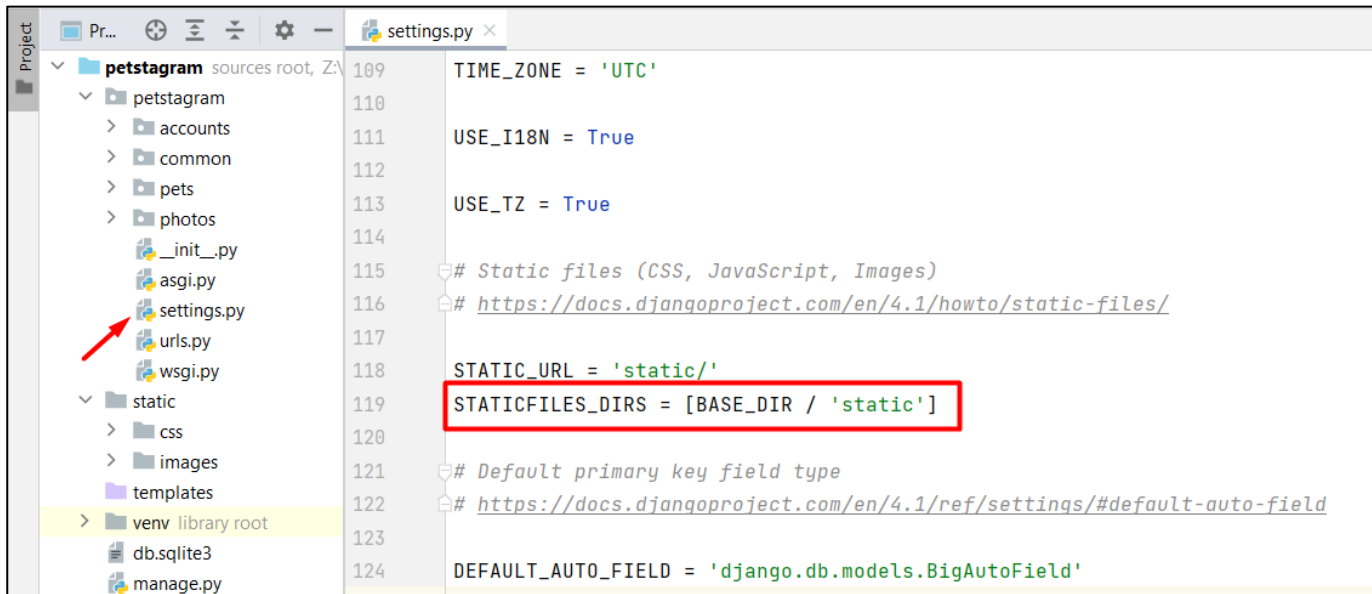 Project
Pr...
petstagram sources root, Z:\
petstagram
accounts
common
pets
photos
__init__.py
asgi.py
settings.py
urls.py
wsgi.py
static
css
images
templates
venv library root
db.sqlite3
manage.py
settings.py
109 TIME_ZONE = 'UTC'
110
111 USE_I18N = True
112
113 USE_TZ = True
114
115 # Static files (CSS, JavaScript, Images)
116 # https://docs.djangoproject.com/en/4.1/howto/static-files/
117
118 STATIC_URL = 'static/'
119 STATICFILES_DIRS = [BASE_DIR / 'static']
120
121 # Default primary key field type
122 # https://docs.djangoproject.com/en/4.1/ref/settings/#default-auto-field
123
124 DEFAULT_AUTO_FIELD = 'django.db.models.BigAutoField'